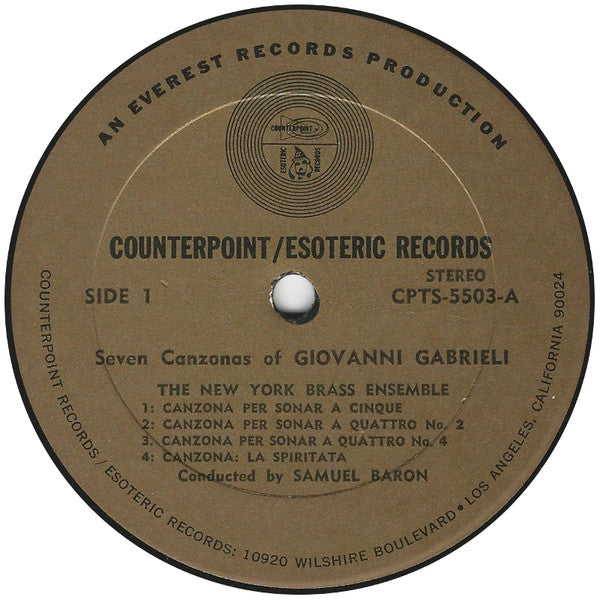 AN EVEREST RECORDS PRODUCTION
COUNTERPOINT
ESOTERIC RECORDS
COUNTERPOINT/ESOTERIC RECORDS
STEREO
SIDE 1 CPTS-5503-A
Seven Canzonas of GIOVANNI GABRIELI
THE NEW YORK BRASS ENSEMBLE
1: CANZONA PER SONAR A CINQUE
2: CANZONA PER SONAR A QUATTRO No. 2
3. CANZONA PER SONAR A QUATTRO No. 4
4: CANZONA: LA SPIRITATA
Conducted by SAMUEL BARON
COUNTERPOINT RECORDS / ESOTERIC RECORDS: 10920 WILSHIRE BOULEVARD • LOS ANGELES, CALIFORNIA 90024